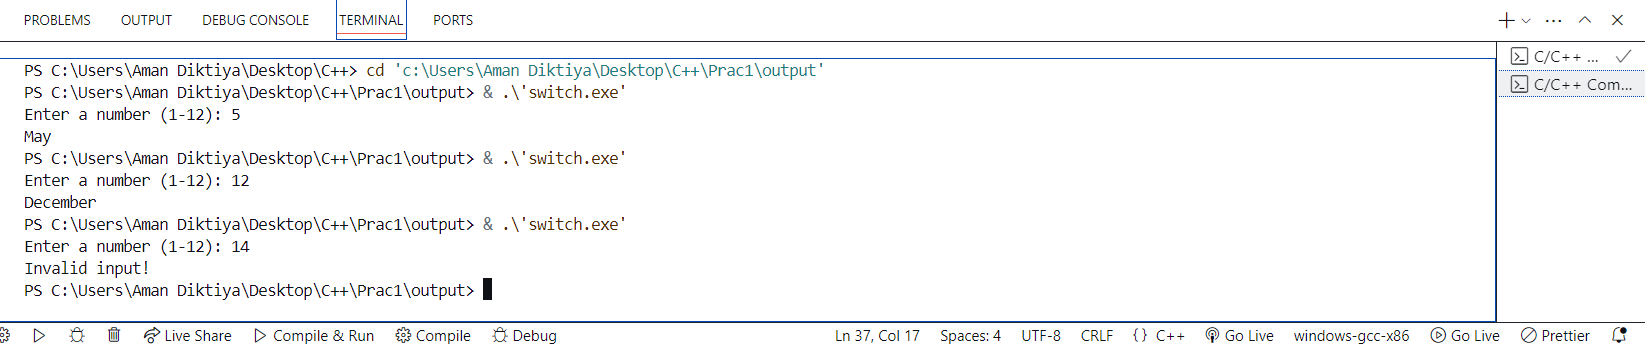 PROBLEMS OUTPUT DEBUG CONSOLE TERMINAL PORTS
PS C:\Users\Aman Diktiya\Desktop\C++> cd 'c:\Users\Aman Diktiya\Desktop\C++\Prac1\output'
PS C:\Users\Aman Diktiya\Desktop\C++\Prac1\output> & .\'switch.exe'
Enter a number (1-12): 5
May
PS C:\Users\Aman Diktiya\Desktop\C++\Prac1\output> & .\'switch.exe'
Enter a number (1-12): 12
December
PS C:\Users\Aman Diktiya\Desktop\C++\Prac1\output> & .\'switch.exe'
Enter a number (1-12): 14
Invalid input!
PS C:\Users\Aman Diktiya\Desktop\C++\Prac1\output>
C/C++ ...
C/C++ Com...
Live Share Compile & Run Compile Debug Ln 37, Col 17 Spaces: 4 UTF-8 CRLF { } C++ Go Live windows-gcc-x86 Go Live Prettier